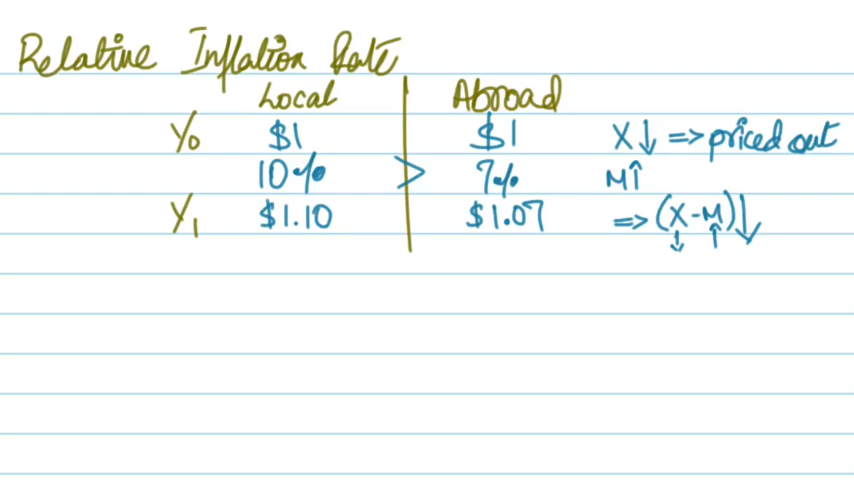 Relative Inflation Rate
Local Abroad
Y₀ $1 $1 X↓ => priced out
10% > 7% M↑
Y₁ $1.10 $1.07 => (X-M)↓
↓ ↑